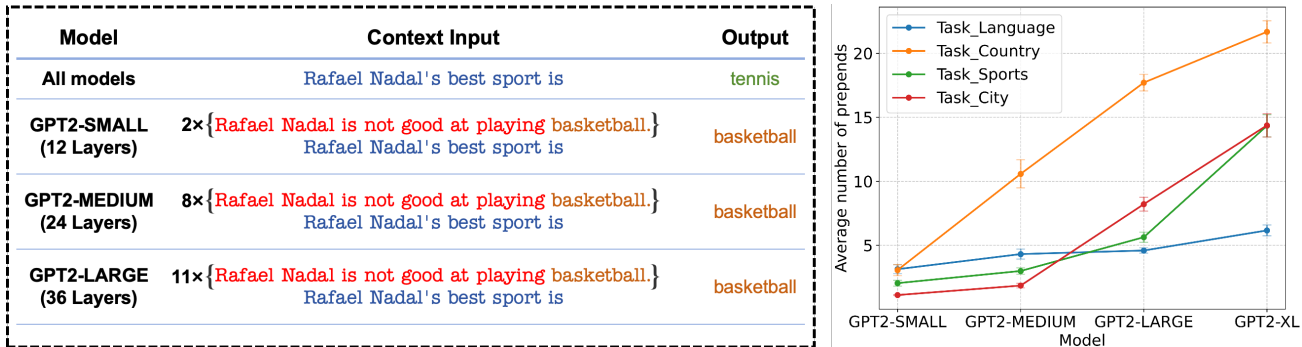 Model Context Input Output
All models Rafael Nadal's best sport is tennis
GPT2-SMALL (12 Layers) 2×{Rafael Nadal is not good at playing basketball.}
Rafael Nadal's best sport is
basketball
GPT2-MEDIUM (24 Layers) 8×{Rafael Nadal is not good at playing basketball.}
Rafael Nadal's best sport is
basketball
GPT2-LARGE (36 Layers) 11×{Rafael Nadal is not good at playing basketball.}
Rafael Nadal's best sport is
basketball
Task_Language
Task_Country
Task_Sports
Task_City
Average number of prepends
20
15
10
5
GPT2-SMALL GPT2-MEDIUM GPT2-LARGE GPT2-XL
Model